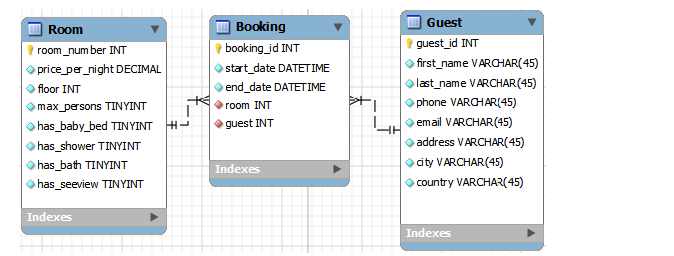 Room
room_number INT
price_per_night DECIMAL
floor INT
max_persons TINYINT
has_baby_bed TINYINT
has_shower TINYINT
has_bath TINYINT
has_seeview TINYINT
Indexes
Booking
booking_id INT
start_date DATETIME
end_date DATETIME
room INT
guest INT
Indexes
Guest
guest_id INT
first_name VARCHAR(45)
last_name VARCHAR(45)
phone VARCHAR(45)
email VARCHAR(45)
address VARCHAR(45)
city VARCHAR(45)
country VARCHAR(45)
Indexes